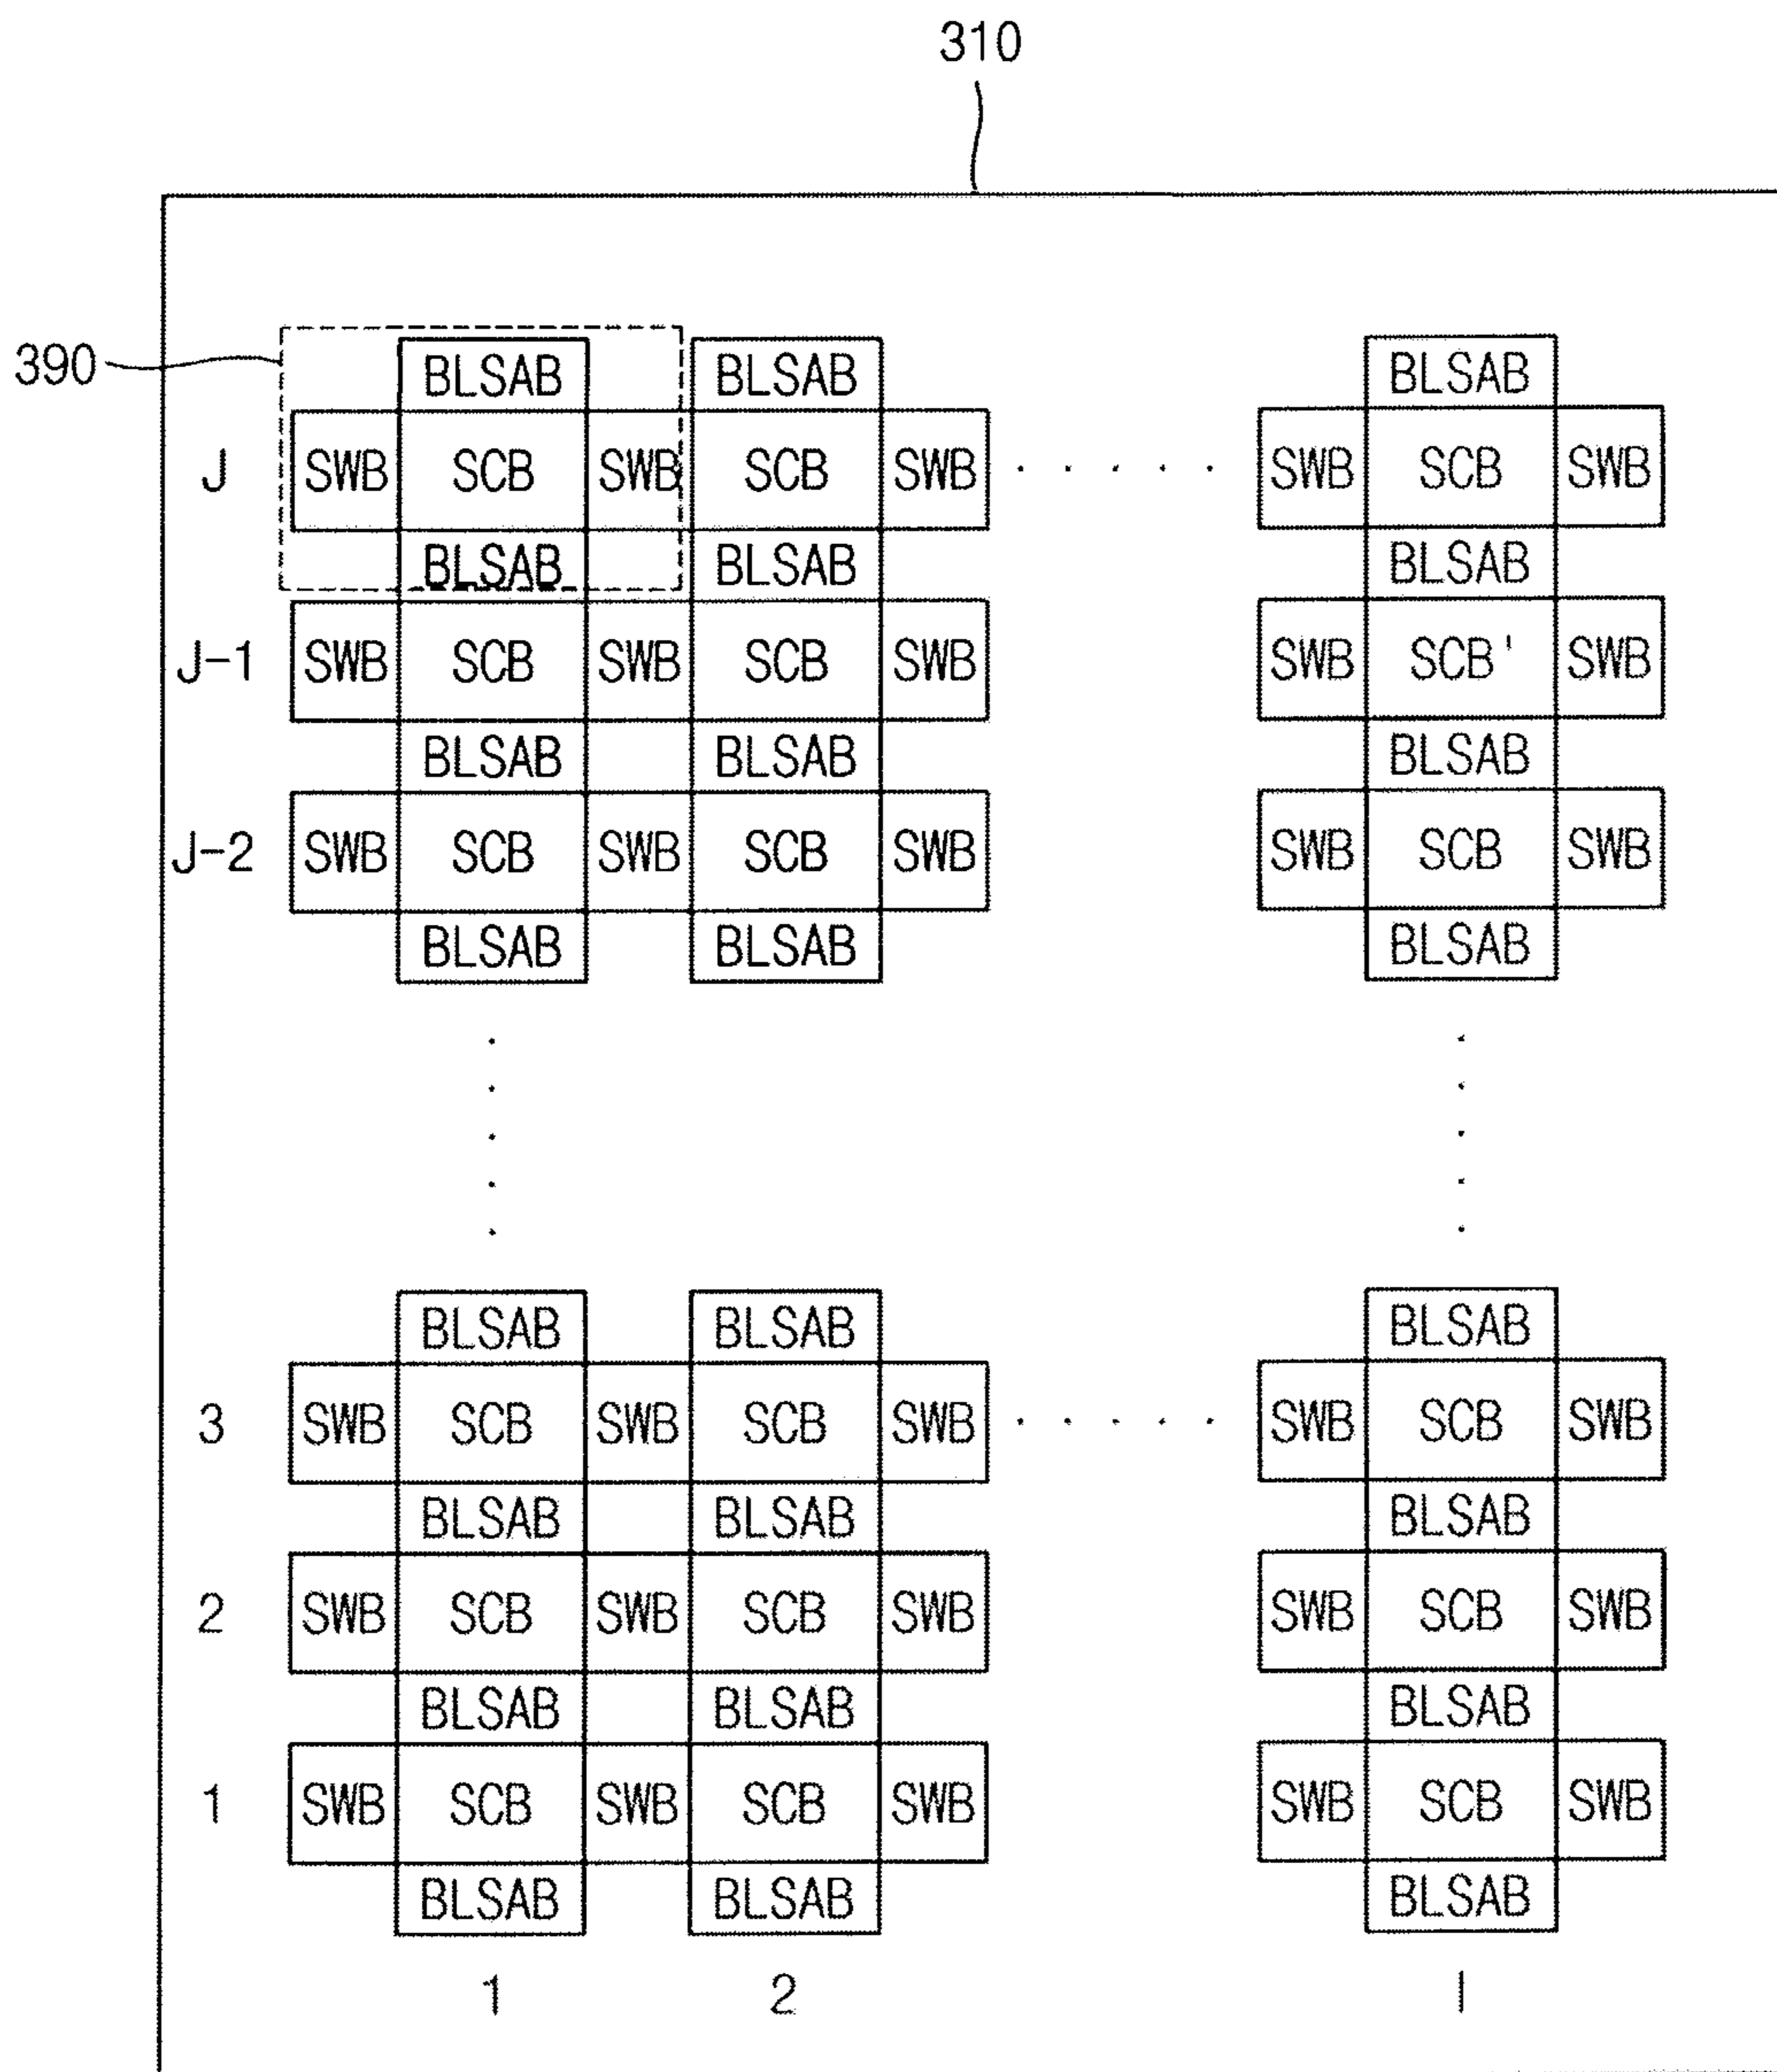 310
390
BLSAB BLSAB BLSAB
J SWB SCB SWB SCB SWB SWB SCB SWB
BLSAB BLSAB BLSAB
J-1 SWB SCB SWB SCB SWB SWB SCB' SWB
BLSAB BLSAB BLSAB
J-2 SWB SCB SWB SCB SWB SWB SCB SWB
BLSAB BLSAB BLSAB
BLSAB BLSAB BLSAB
3 SWB SCB SWB SCB SWB SWB SCB SWB
BLSAB BLSAB BLSAB
2 SWB SCB SWB SCB SWB SWB SCB SWB
BLSAB BLSAB BLSAB
1 SWB SCB SWB SCB SWB SWB SCB SWB
BLSAB BLSAB BLSAB
1 2 I